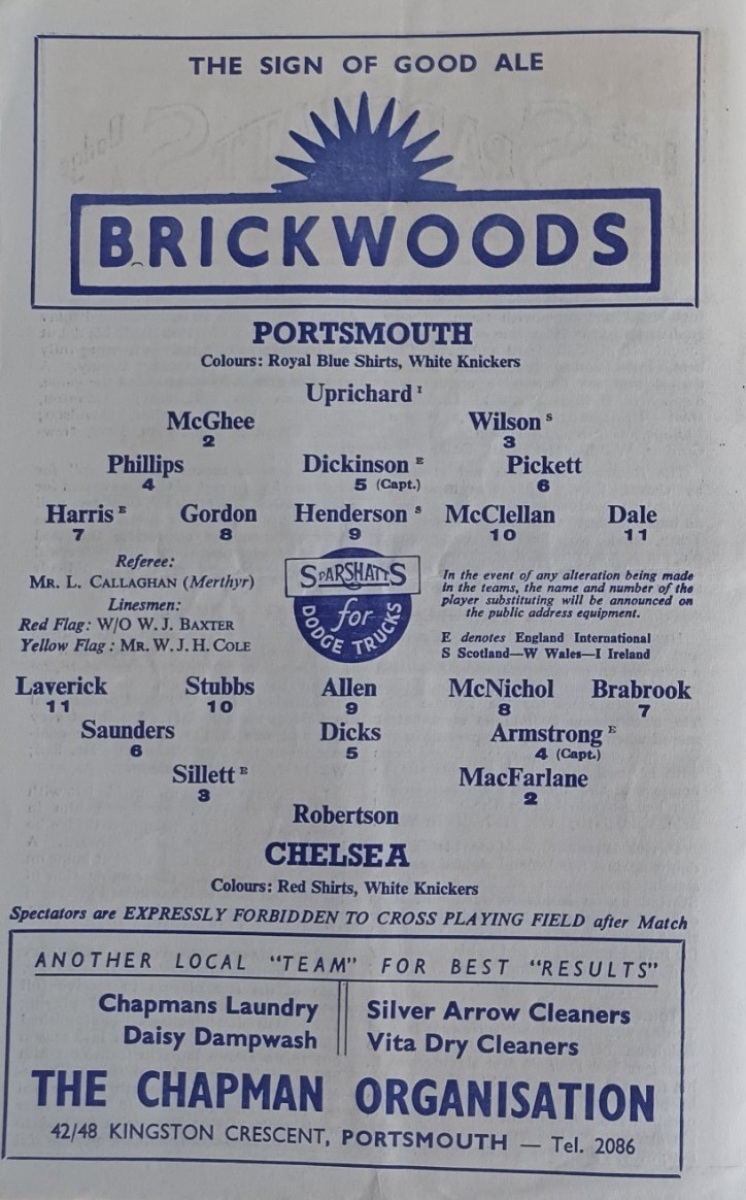 THE SIGN OF GOOD ALE
BRICKWOODS
PORTSMOUTH
Colours: Royal Blue Shirts, White Knickers
Uprichard I
McGhee Wilson S
2 3
Phillips Dickinson E Pickett
4 5 (Capt.) 6
Harris E Gordon Henderson S McClellan Dale
7 8 9 10 11
Referee:
MR. L. CALLAGHAN (Merthyr)
Linesmen:
Red Flag: W/O W. J. BAXTER
Yellow Flag: MR. W. J. H. COLE
SPARSHATTS
for
DODGE TRUCKS
In the event of any alteration being made
in the teams, the name and number of the
player substituting will be announced on
the public address equipment.
E denotes England International
S Scotland—W Wales—I Ireland
Laverick Stubbs Allen McNichol Brabrook
11 10 9 8 7
Saunders Dicks Armstrong E
6 5 4 (Capt.)
Sillett E MacFarlane
3 2
Robertson
CHELSEA
Colours: Red Shirts, White Knickers
Spectators are EXPRESSLY FORBIDDEN TO CROSS PLAYING FIELD after Match
ANOTHER LOCAL "TEAM" FOR BEST "RESULTS"
Chapmans Laundry Silver Arrow Cleaners
Daisy Dampwash Vita Dry Cleaners
THE CHAPMAN ORGANISATION
42/48 KINGSTON CRESCENT, PORTSMOUTH — Tel. 2086